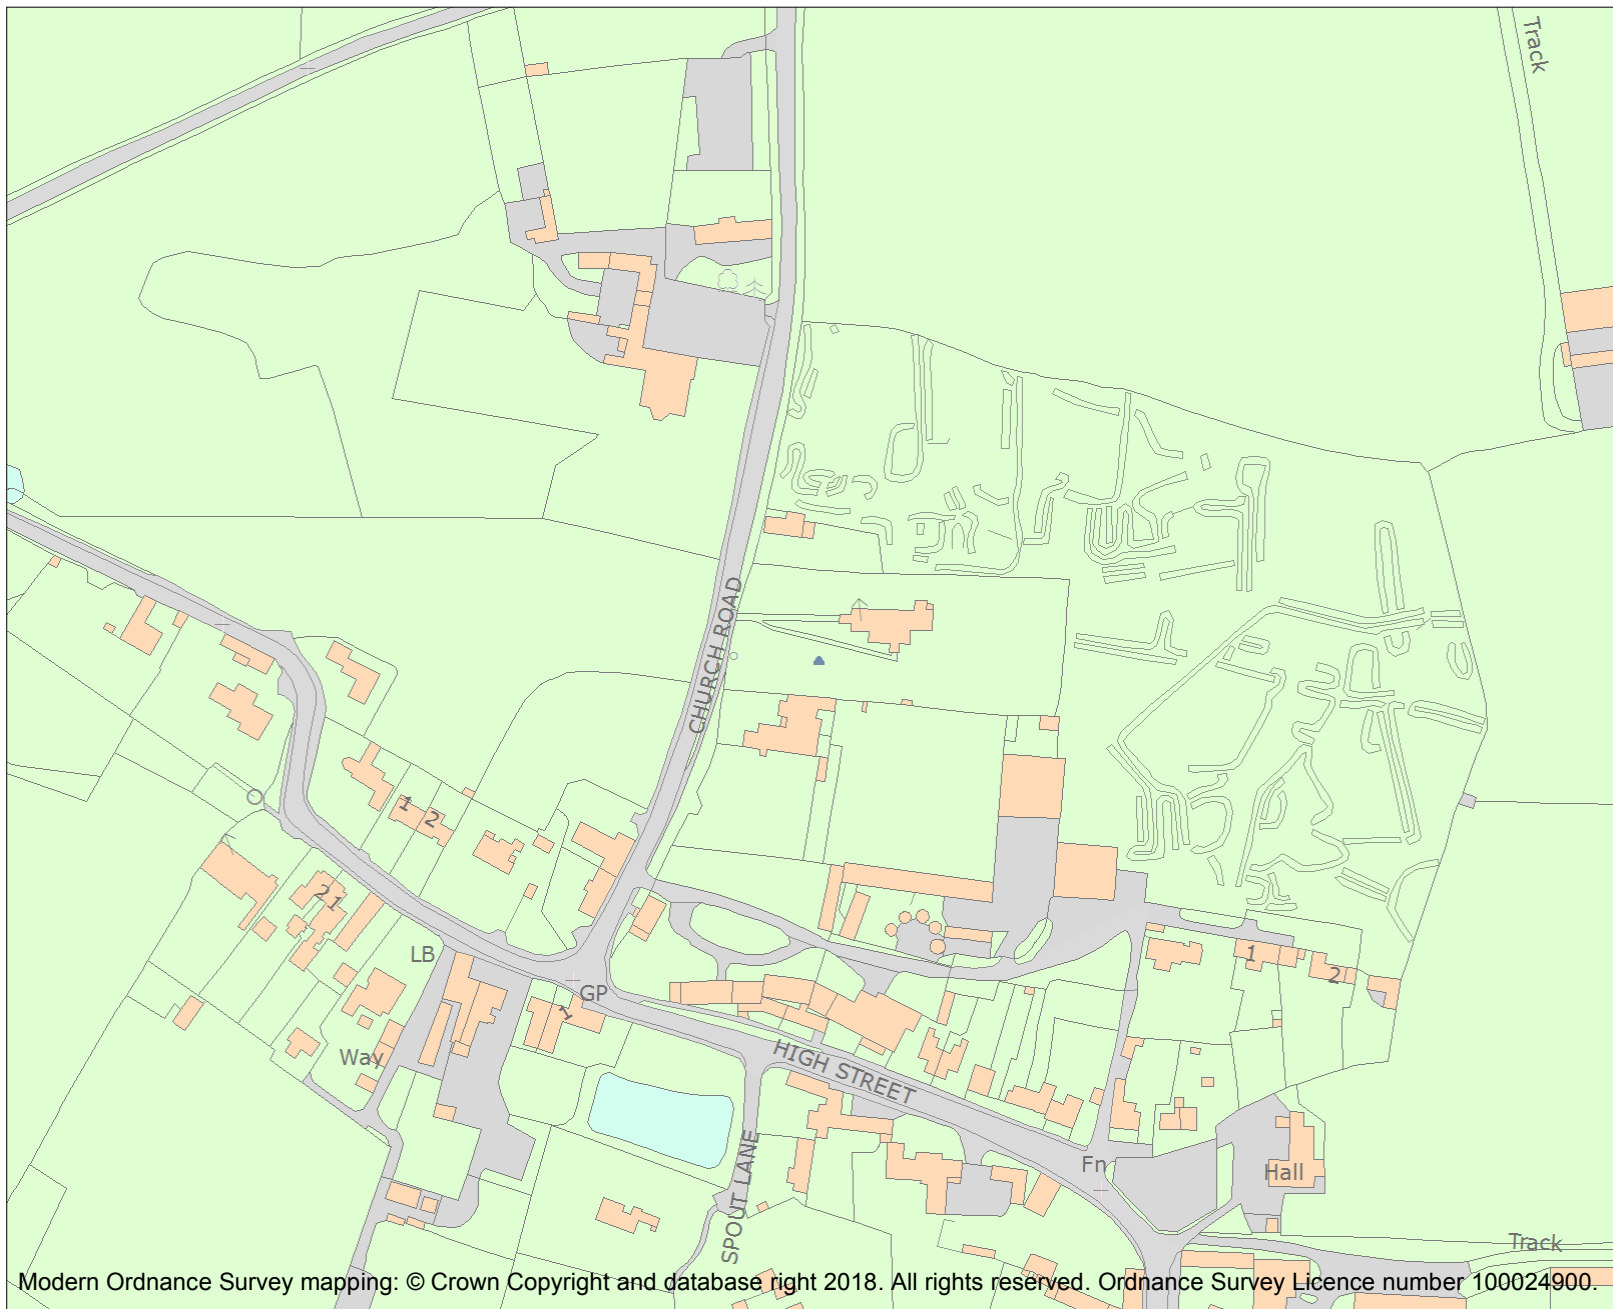 Track
CHURCH ROAD
1
2
2
1
LB
GP
1
1
2
Way
HIGH STREET
SPOUT LANE
Fn
Hall
Track
Modern Ordnance Survey mapping: © Crown Copyright and database right 2018. All rights reserved. Ordnance Survey Licence number 100024900.